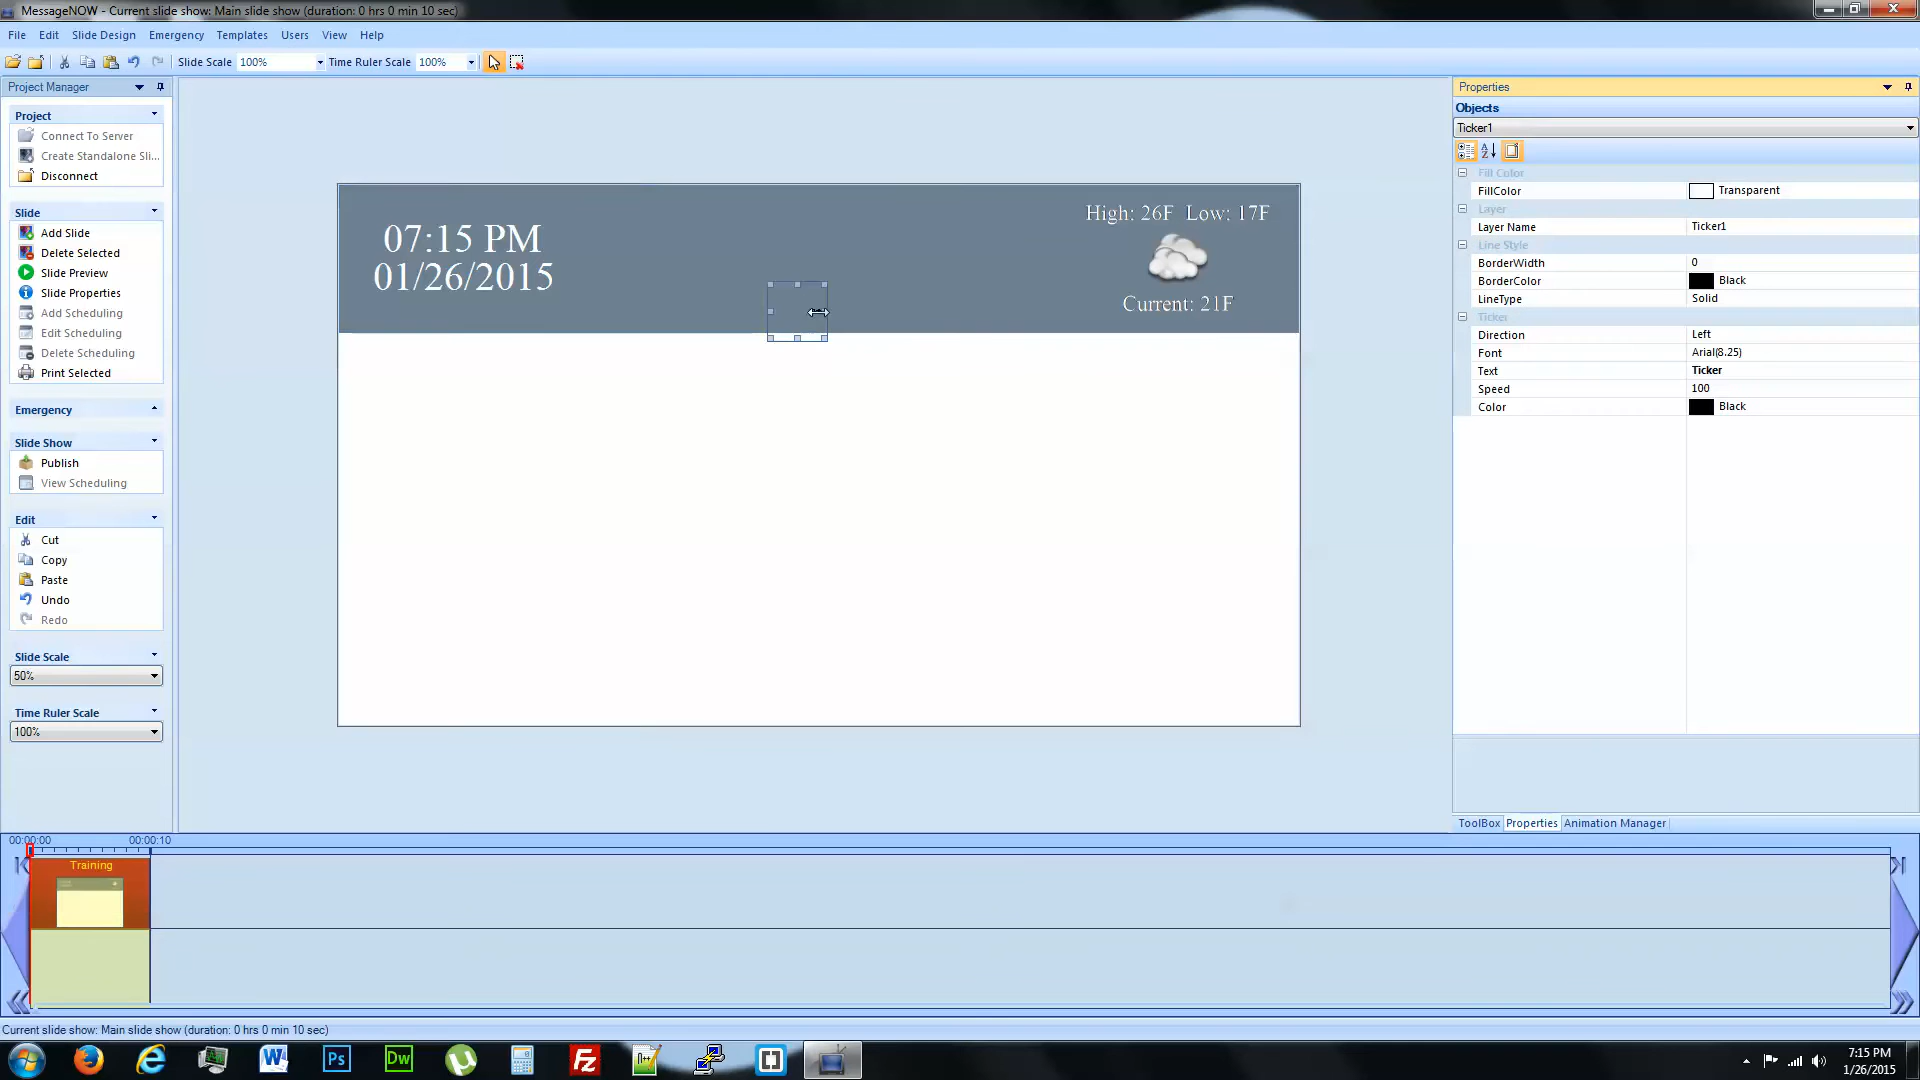 MessageNOW - Current slide show: Main slide show (duration: 0 hrs 0 min 10 sec)
File Edit Slide Design Emergency Templates Users View Help
Slide Scale 100% Time Ruler Scale 100%
Project Manager
Project
Connect To Server
Create Standalone Sli...
Disconnect
Slide
Add Slide
Delete Selected
Slide Preview
Slide Properties
Add Scheduling
Edit Scheduling
Delete Scheduling
Print Selected
Emergency
Slide Show
Publish
View Scheduling
Edit
Cut
Copy
Paste
Undo
Redo
Slide Scale
50%
Time Ruler Scale
100%
07:15 PM
01/26/2015
High: 26F Low: 17F
Current: 21F
Properties
Objects
Ticker1
Fill Color
FillColor Transparent
Layer
Layer Name Ticker1
Line Style
BorderWidth 0
BorderColor Black
LineType Solid
Ticker
Direction Left
Font Arial(8.25)
Text Ticker
Speed 100
Color Black
ToolBox Properties Animation Manager
00:00:00 00:00:10
Training
Current slide show: Main slide show (duration: 0 hrs 0 min 10 sec)
W Ps Dw Fz
7:15 PM
1/26/2015